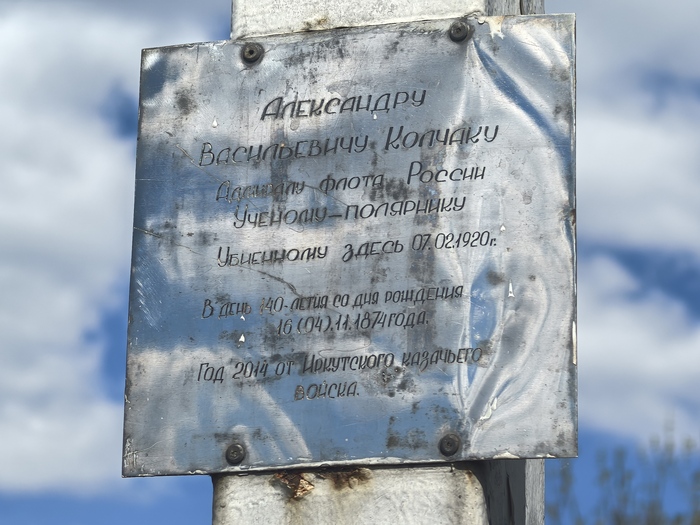 Александру
Васильевичу Колчаку
Адмиралу флота России
Ученому-полярнику
Убиенному здесь 07.02.1920г.
В день 140-летия со дня рождения
16(04).11.1874 года.
Год 2014 от Иркутского казачьего
войска.